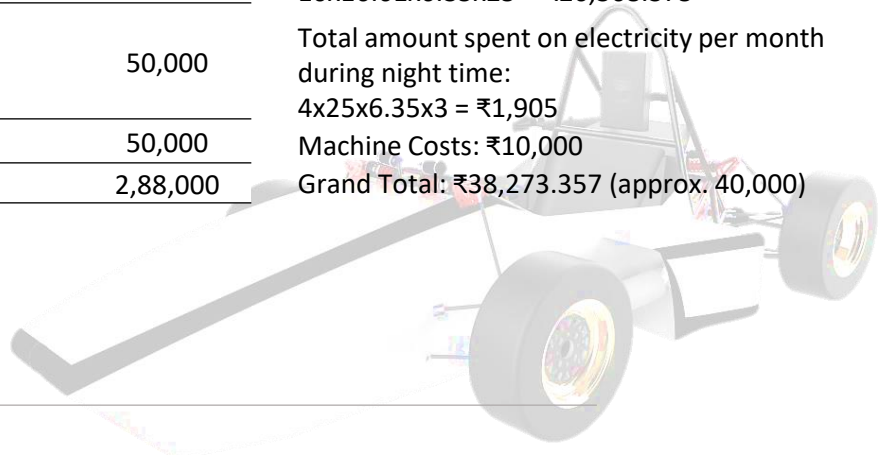 50,000
50,000
2,88,000
Total amount spent on electricity per month
during night time:
4x25x6.35x3 = ₹1,905
Machine Costs: ₹10,000
Grand Total: ₹38,273.357 (approx. 40,000)